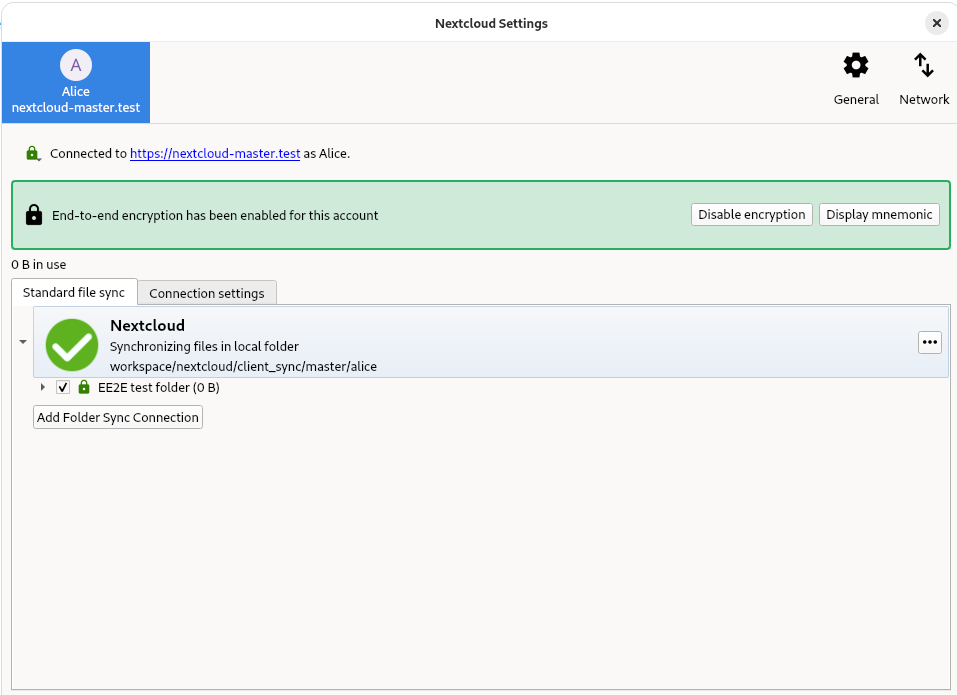 Nextcloud Settings
A
Alice
nextcloud-master.test
General
Network
Connected to https://nextcloud-master.test as Alice.
End-to-end encryption has been enabled for this account
Disable encryption
Display mnemonic
0 B in use
Standard file sync
Connection settings
Nextcloud
Synchronizing files in local folder
workspace/nextcloud/client_sync/master/alice
EE2E test folder (0 B)
Add Folder Sync Connection